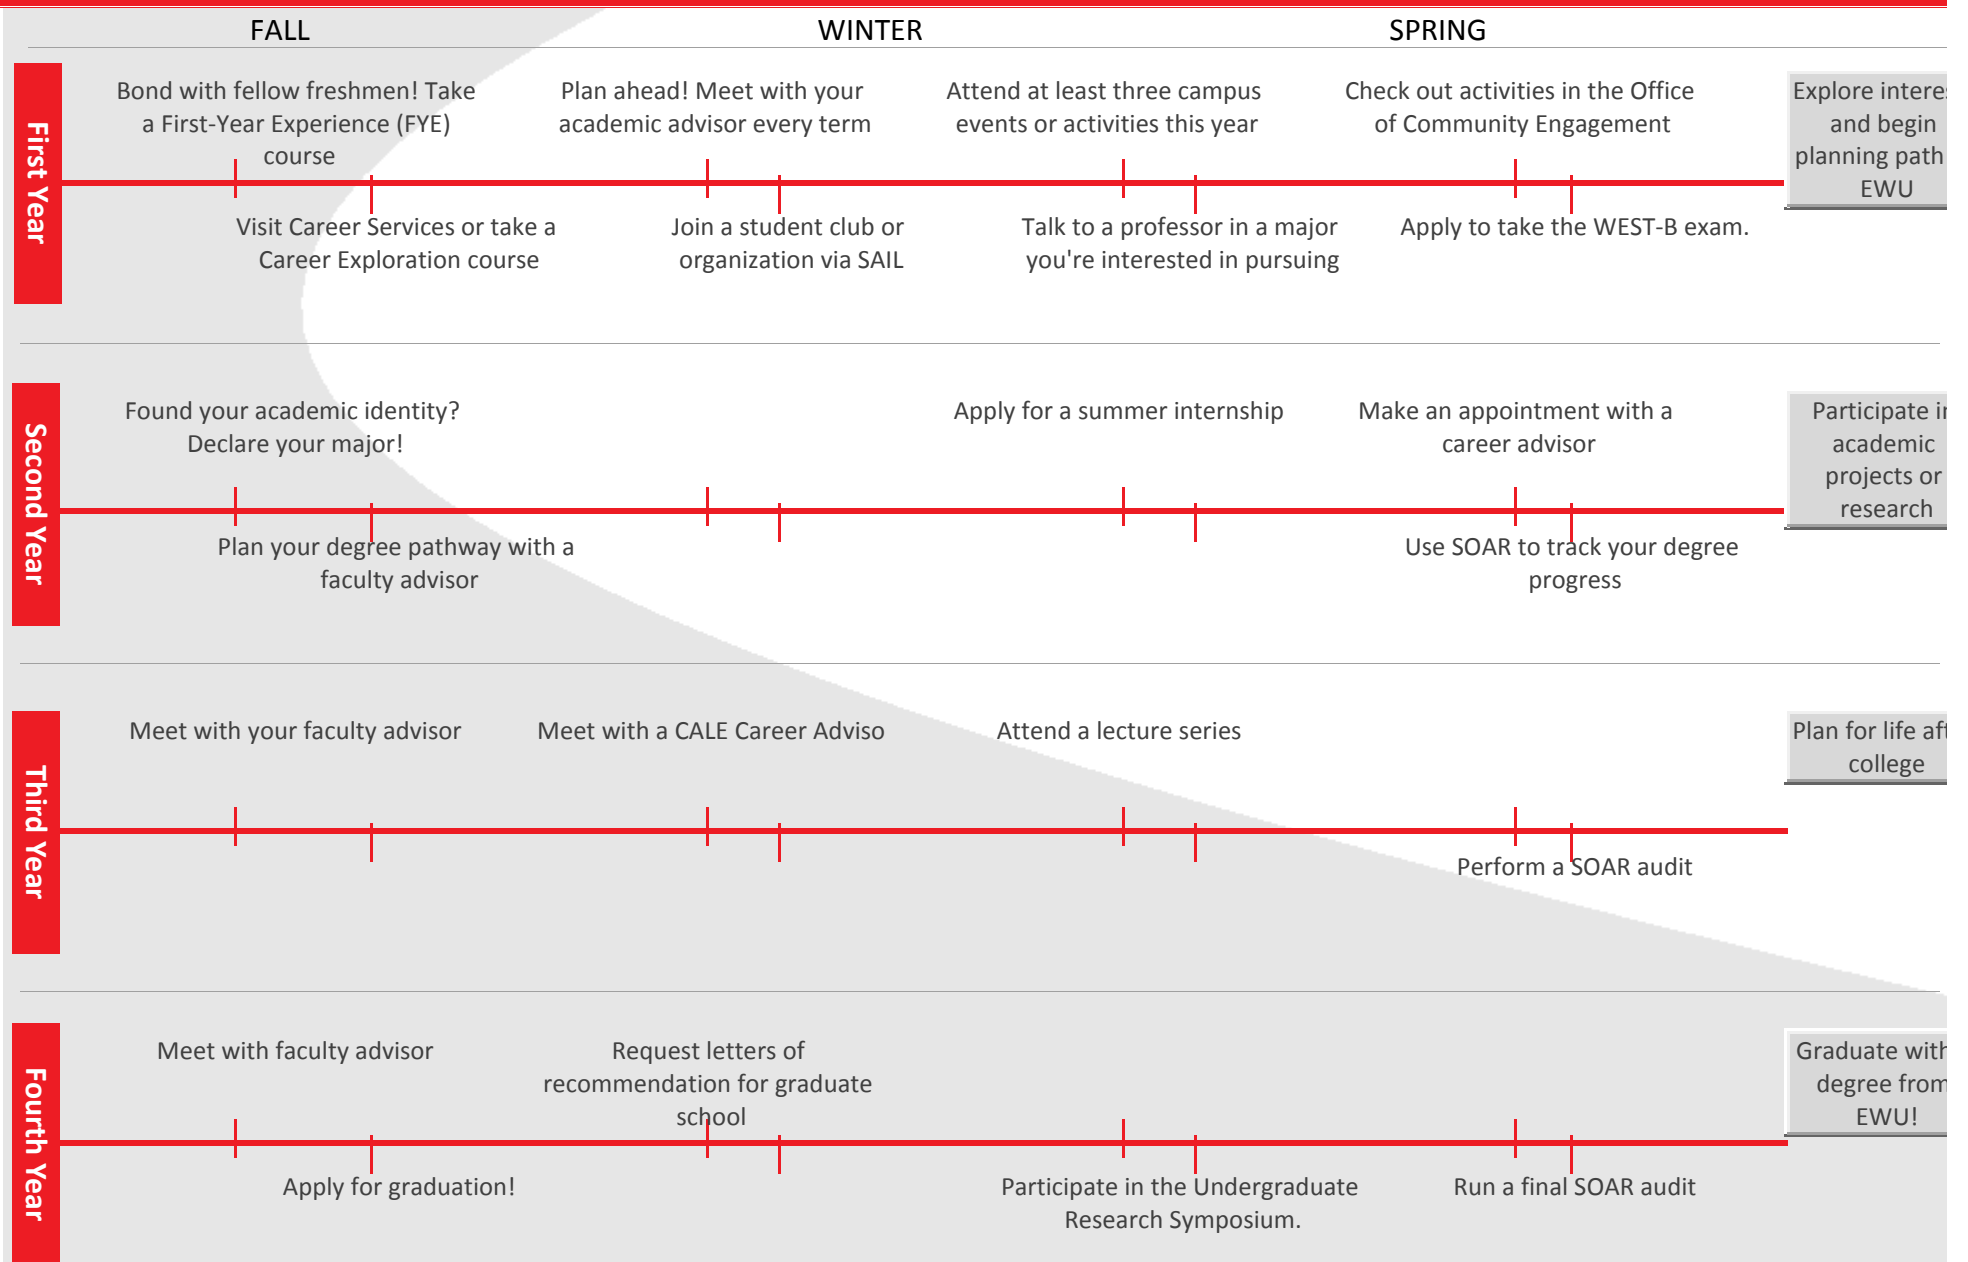 FALL
WINTER
SPRING
First Year
Bond with fellow freshmen! Take
a First-Year Experience (FYE)
course
Plan ahead! Meet with your
academic advisor every term
Attend at least three campus
events or activities this year
Check out activities in the Office
of Community Engagement
Explore interes
and begin
planning path
EWU
Visit Career Services or take a
Career Exploration course
Join a student club or
organization via SAIL
Talk to a professor in a major
you're interested in pursuing
Apply to take the WEST-B exam.
Second Year
Found your academic identity?
Declare your major!
Apply for a summer internship
Make an appointment with a
career advisor
Participate in
academic
projects or
research
Plan your degree pathway with a
faculty advisor
Use SOAR to track your degree
progress
Third Year
Meet with your faculty advisor
Meet with a CALE Career Adviso
Attend a lecture series
Plan for life aft
college
Perform a SOAR audit
Fourth Year
Meet with faculty advisor
Request letters of
recommendation for graduate
school
Graduate with
degree from
EWU!
Apply for graduation!
Participate in the Undergraduate
Research Symposium.
Run a final SOAR audit